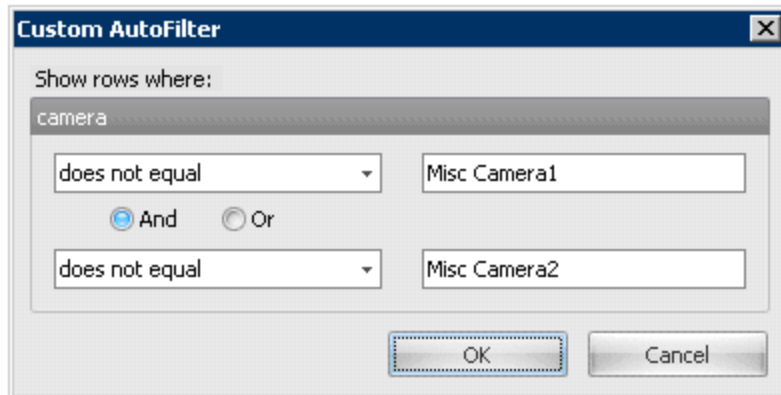 Custom AutoFilter
Show rows where:
camera
does not equal Misc Camera1
And Or
does not equal Misc Camera2
OK Cancel